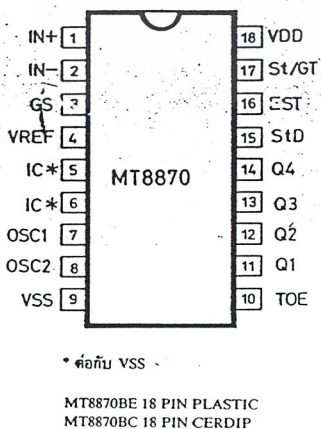 IN+ 1 18 VDD
IN- 2 17 St/GT
GS 3 16 EST
VREF 4 15 StD
IC* 5 14 Q4
IC* 6 13 Q3
OSC1 7 12 Q2
OSC2 8 11 Q1
VSS 9 10 TOE
MT8870
* ต่อกับ VSS
MT8870BE 18 PIN PLASTIC
MT8870BC 18 PIN CERDIP